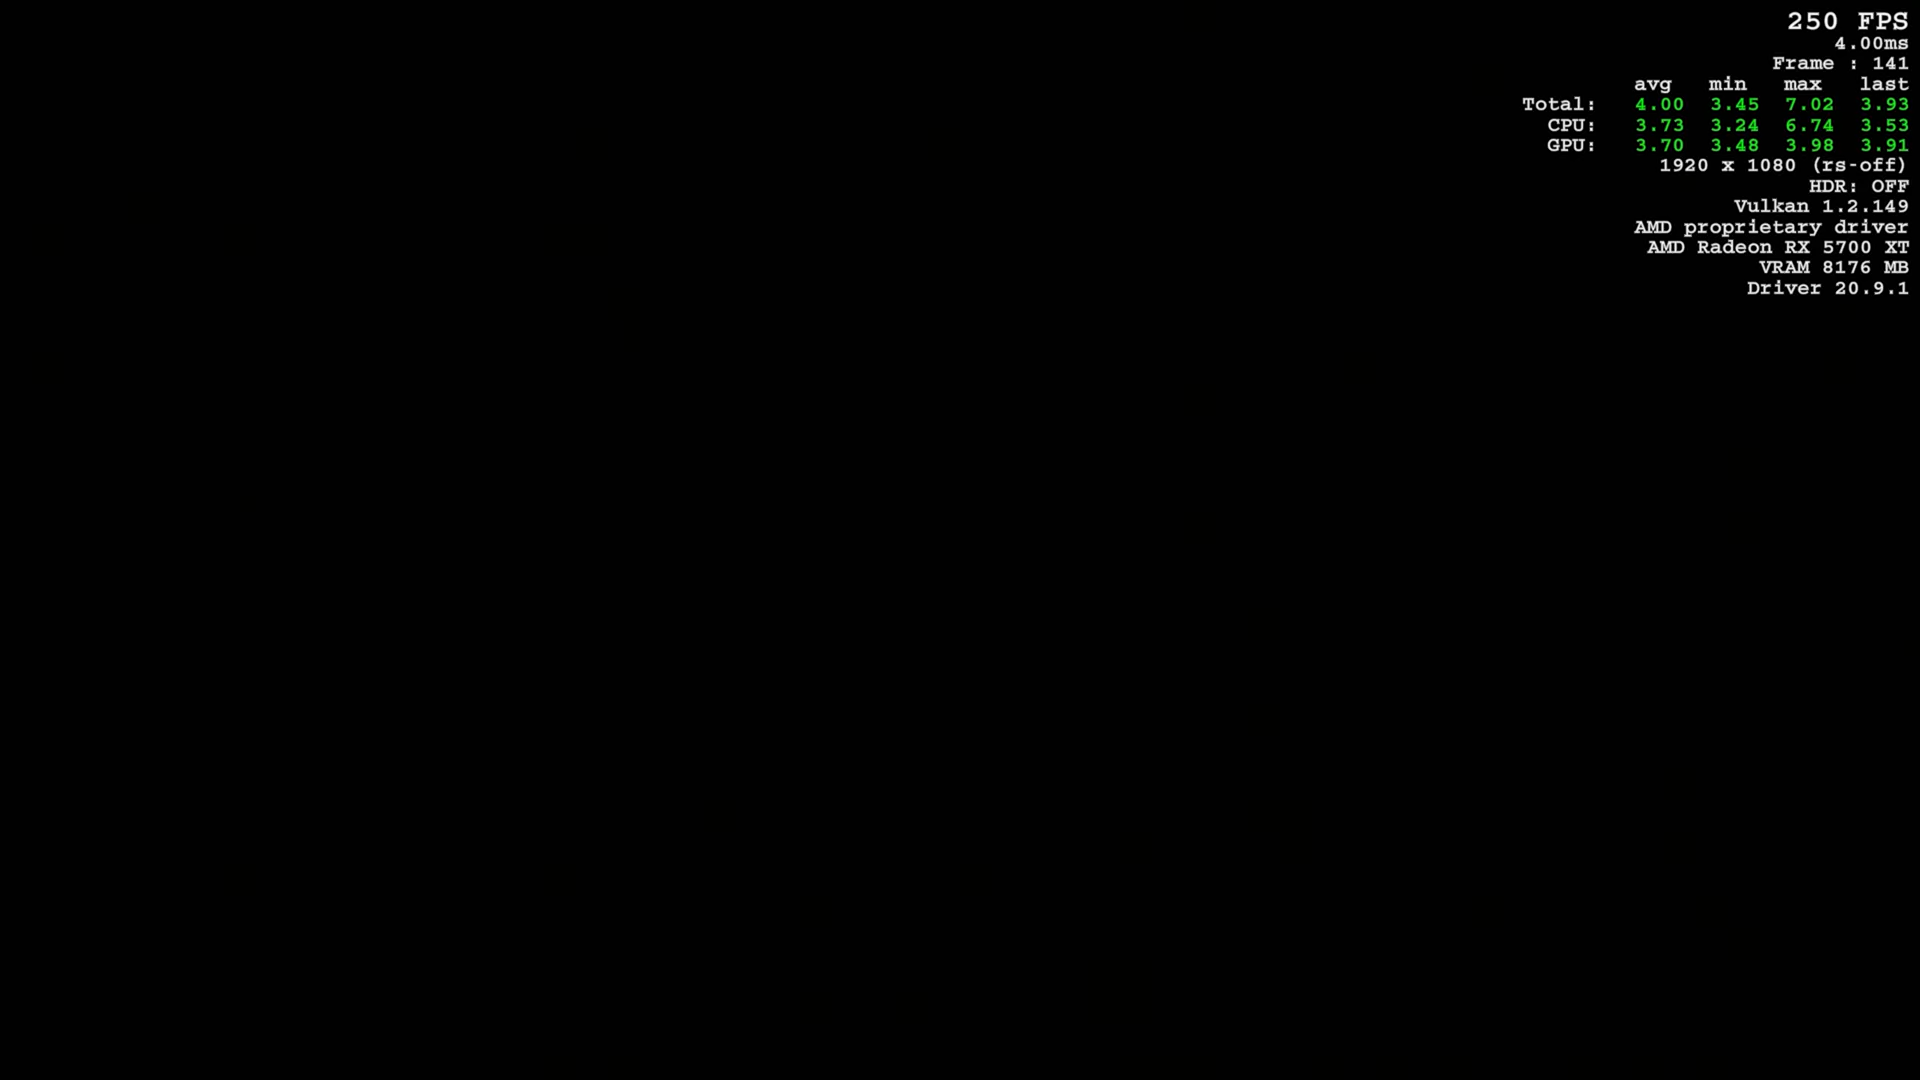 250 FPS
4.00ms
Frame : 141
avg min max last
Total: 4.00 3.45 7.02 3.93
CPU: 3.73 3.24 6.74 3.53
GPU: 3.70 3.48 3.98 3.91
1920 x 1080 (rs-off)
HDR: OFF
Vulkan 1.2.149
AMD proprietary driver
AMD Radeon RX 5700 XT
VRAM 8176 MB
Driver 20.9.1